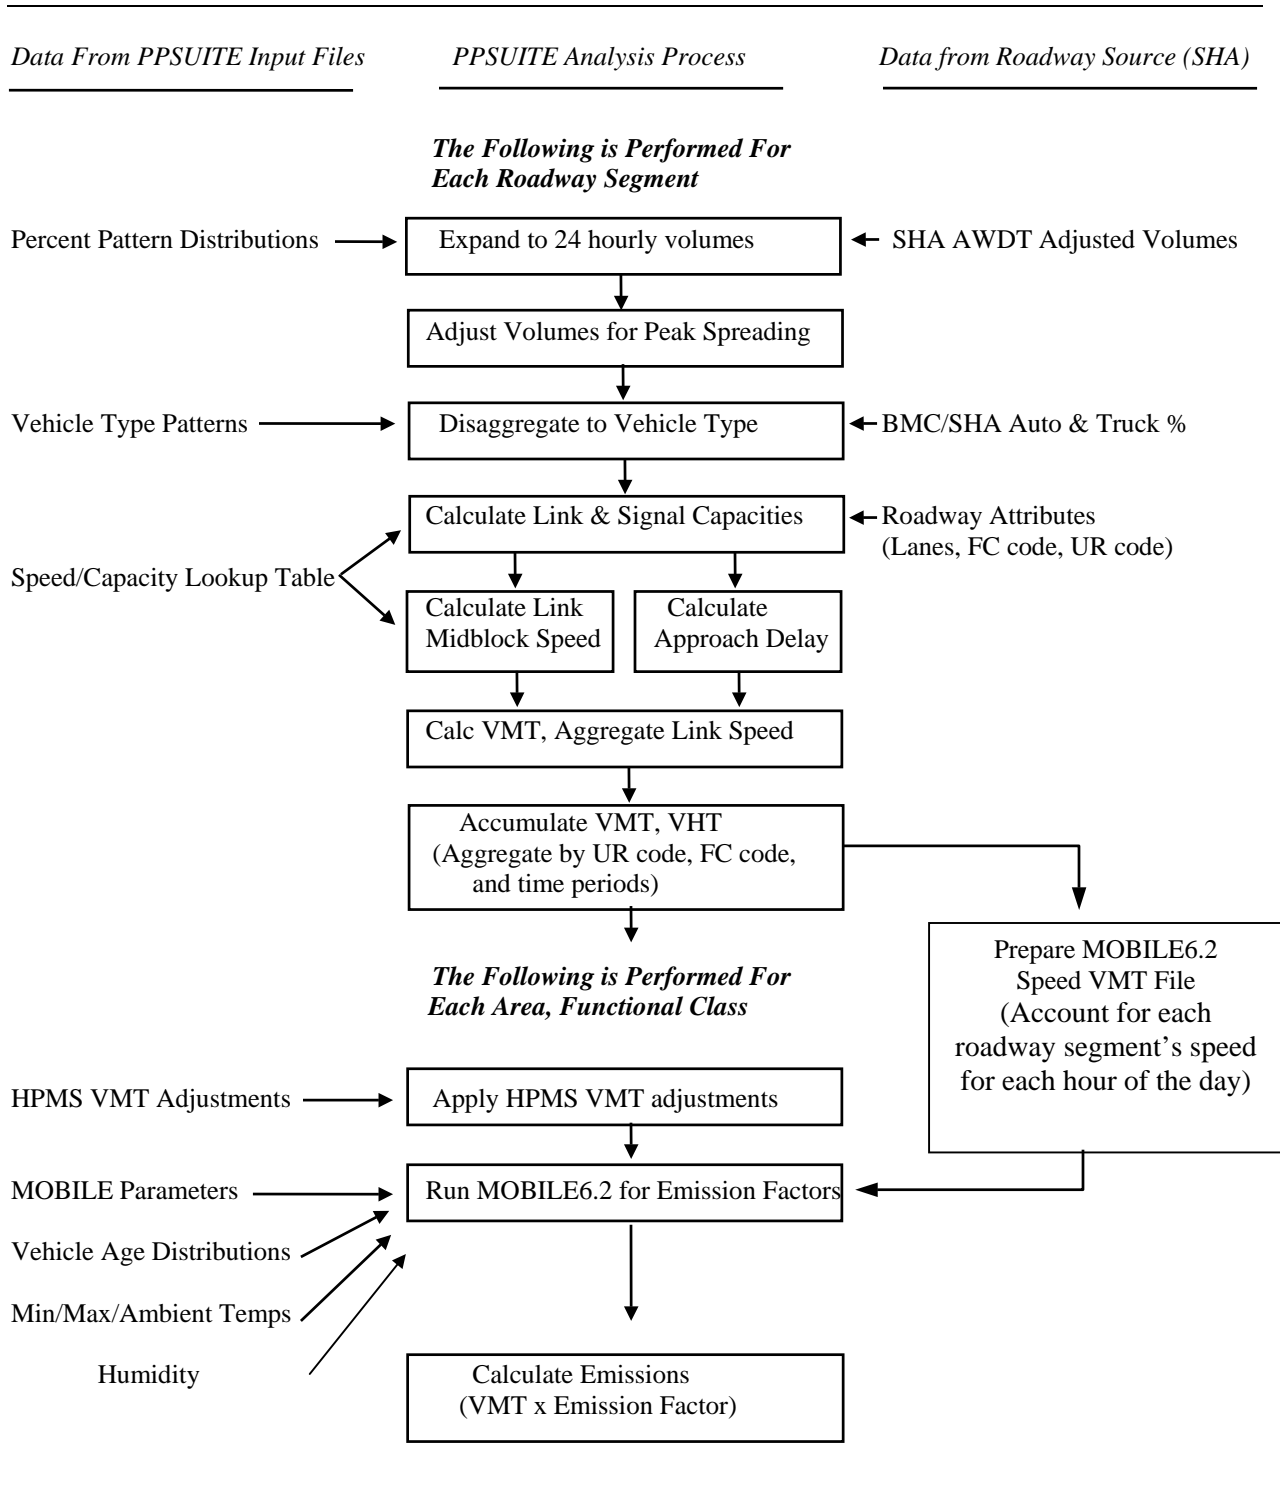 Data From PPSUITE Input Files
PPSUITE Analysis Process
Data from Roadway Source (SHA)
The Following is Performed For
Each Roadway Segment
Percent Pattern Distributions
Expand to 24 hourly volumes
SHA AWDT Adjusted Volumes
Adjust Volumes for Peak Spreading
Vehicle Type Patterns
Disaggregate to Vehicle Type
BMC/SHA Auto & Truck %
Calculate Link & Signal Capacities
Roadway Attributes
(Lanes, FC code, UR code)
Speed/Capacity Lookup Table
Calculate Link
Midblock Speed
Calculate
Approach Delay
Calc VMT, Aggregate Link Speed
Accumulate VMT, VHT
(Aggregate by UR code, FC code,
and time periods)
Prepare MOBILE6.2
Speed VMT File
(Account for each
roadway segment’s speed
for each hour of the day)
The Following is Performed For
Each Area, Functional Class
HPMS VMT Adjustments
Apply HPMS VMT adjustments
MOBILE Parameters
Run MOBILE6.2 for Emission Factors
Vehicle Age Distributions
Min/Max/Ambient Temps
Humidity
Calculate Emissions
(VMT x Emission Factor)